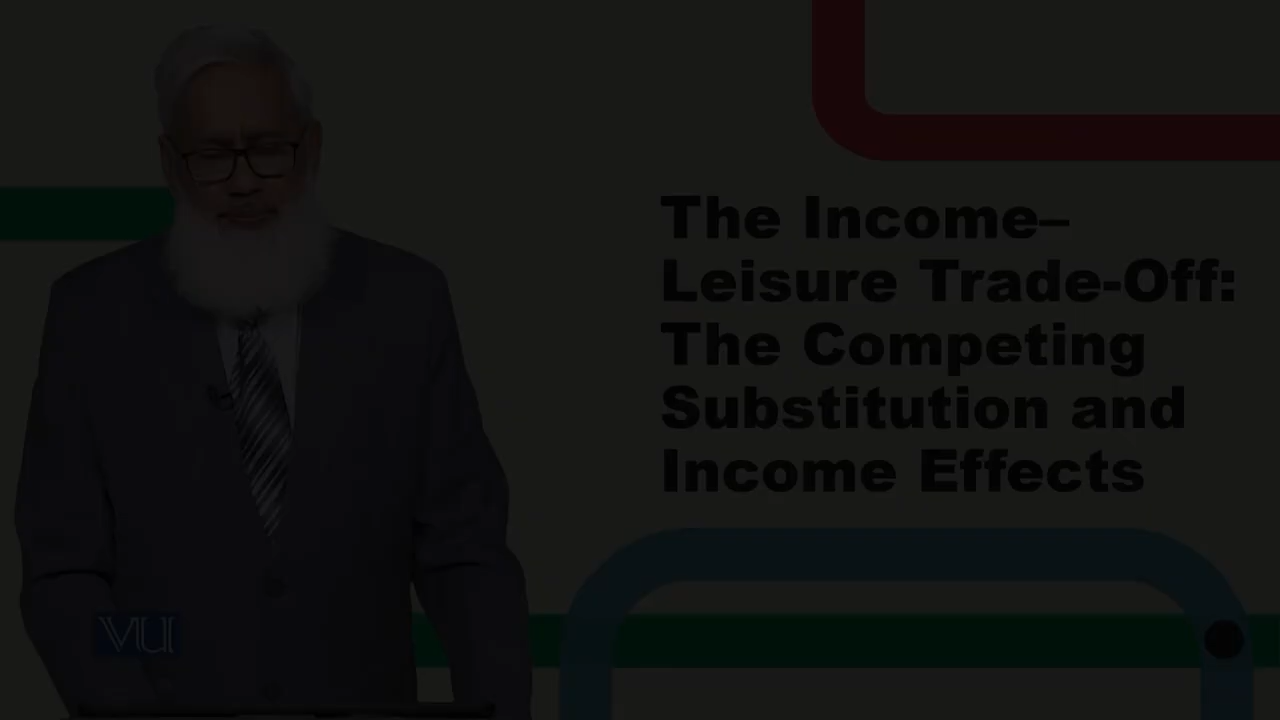 The Income–
Leisure Trade-Off:
The Competing
Substitution and
Income Effects
VU